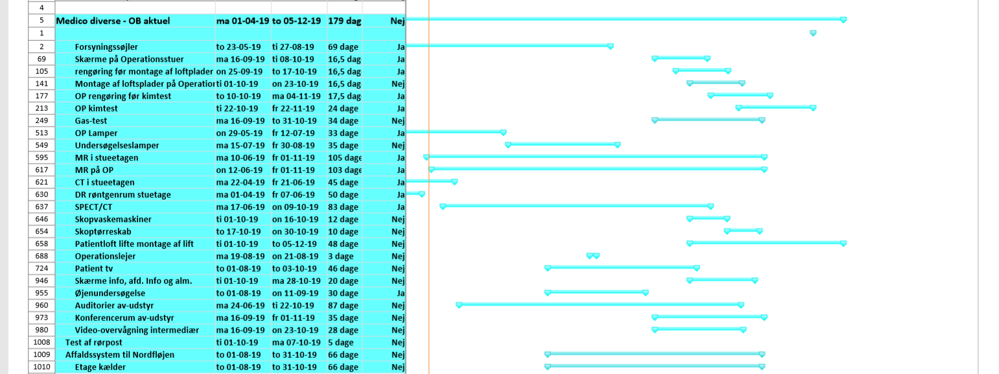 4
5 Medico diverse - OB aktuel ma 01-04-19 to 05-12-19 179 dag Nej
1
2 Forsyningssøjler to 23-05-19 ti 27-08-19 69 dage Ja
69 Skærme på Operationsstuer ma 16-09-19 ti 08-10-19 16,5 dag Ja
105 rengøring før montage af loftplader on 25-09-19 to 17-10-19 16,5 dag Ja
141 Montage af loftsplader på Operation ti 01-10-19 on 23-10-19 16,5 dag Nej
177 OP rengøring før kimtest to 10-10-19 ma 04-11-19 17,5 dag Ja
213 OP kimtest ti 22-10-19 fr 22-11-19 24 dage Ja
249 Gas-test ma 16-09-19 to 31-10-19 34 dage Nej
513 OP Lamper on 29-05-19 fr 12-07-19 33 dage Ja
549 Undersøgelseslamper ma 15-07-19 fr 30-08-19 35 dage Nej
595 MR i stueetagen ma 10-06-19 fr 01-11-19 105 dage Ja
617 MR på OP on 12-06-19 fr 01-11-19 103 dage Ja
621 CT i stueetagen ma 22-04-19 fr 21-06-19 45 dage Ja
630 DR røntgenrum stuetage ma 01-04-19 fr 07-06-19 50 dage Ja
637 SPECT/CT ma 17-06-19 on 09-10-19 83 dage Ja
646 Skopvaskemaskiner ti 01-10-19 on 16-10-19 12 dage Nej
654 Skoptørreskab to 17-10-19 on 30-10-19 10 dage Nej
658 Patientloft lifte montage af lift ti 01-10-19 to 05-12-19 48 dage Nej
688 Operationslejer ma 19-08-19 on 21-08-19 3 dage Nej
724 Patient tv to 01-08-19 to 03-10-19 46 dage Nej
946 Skærme info, afd. Info og alm. ti 01-10-19 ma 28-10-19 20 dage Nej
955 Øjenundersøgelse to 01-08-19 on 11-09-19 30 dage Ja
960 Auditorier av-udstyr ma 24-06-19 ti 22-10-19 87 dage Nej
973 Konferencerum av-udstyr ma 16-09-19 fr 01-11-19 35 dage Nej
980 Video-overvågning intermediær ma 16-09-19 on 23-10-19 28 dage Nej
1008 Test af rørpost ti 01-10-19 ma 07-10-19 5 dage Nej
1009 Affaldssystem til Nordfløjen to 01-08-19 to 31-10-19 66 dage Nej
1010 Etage kælder to 01-08-19 to 31-10-19 66 dage Nej